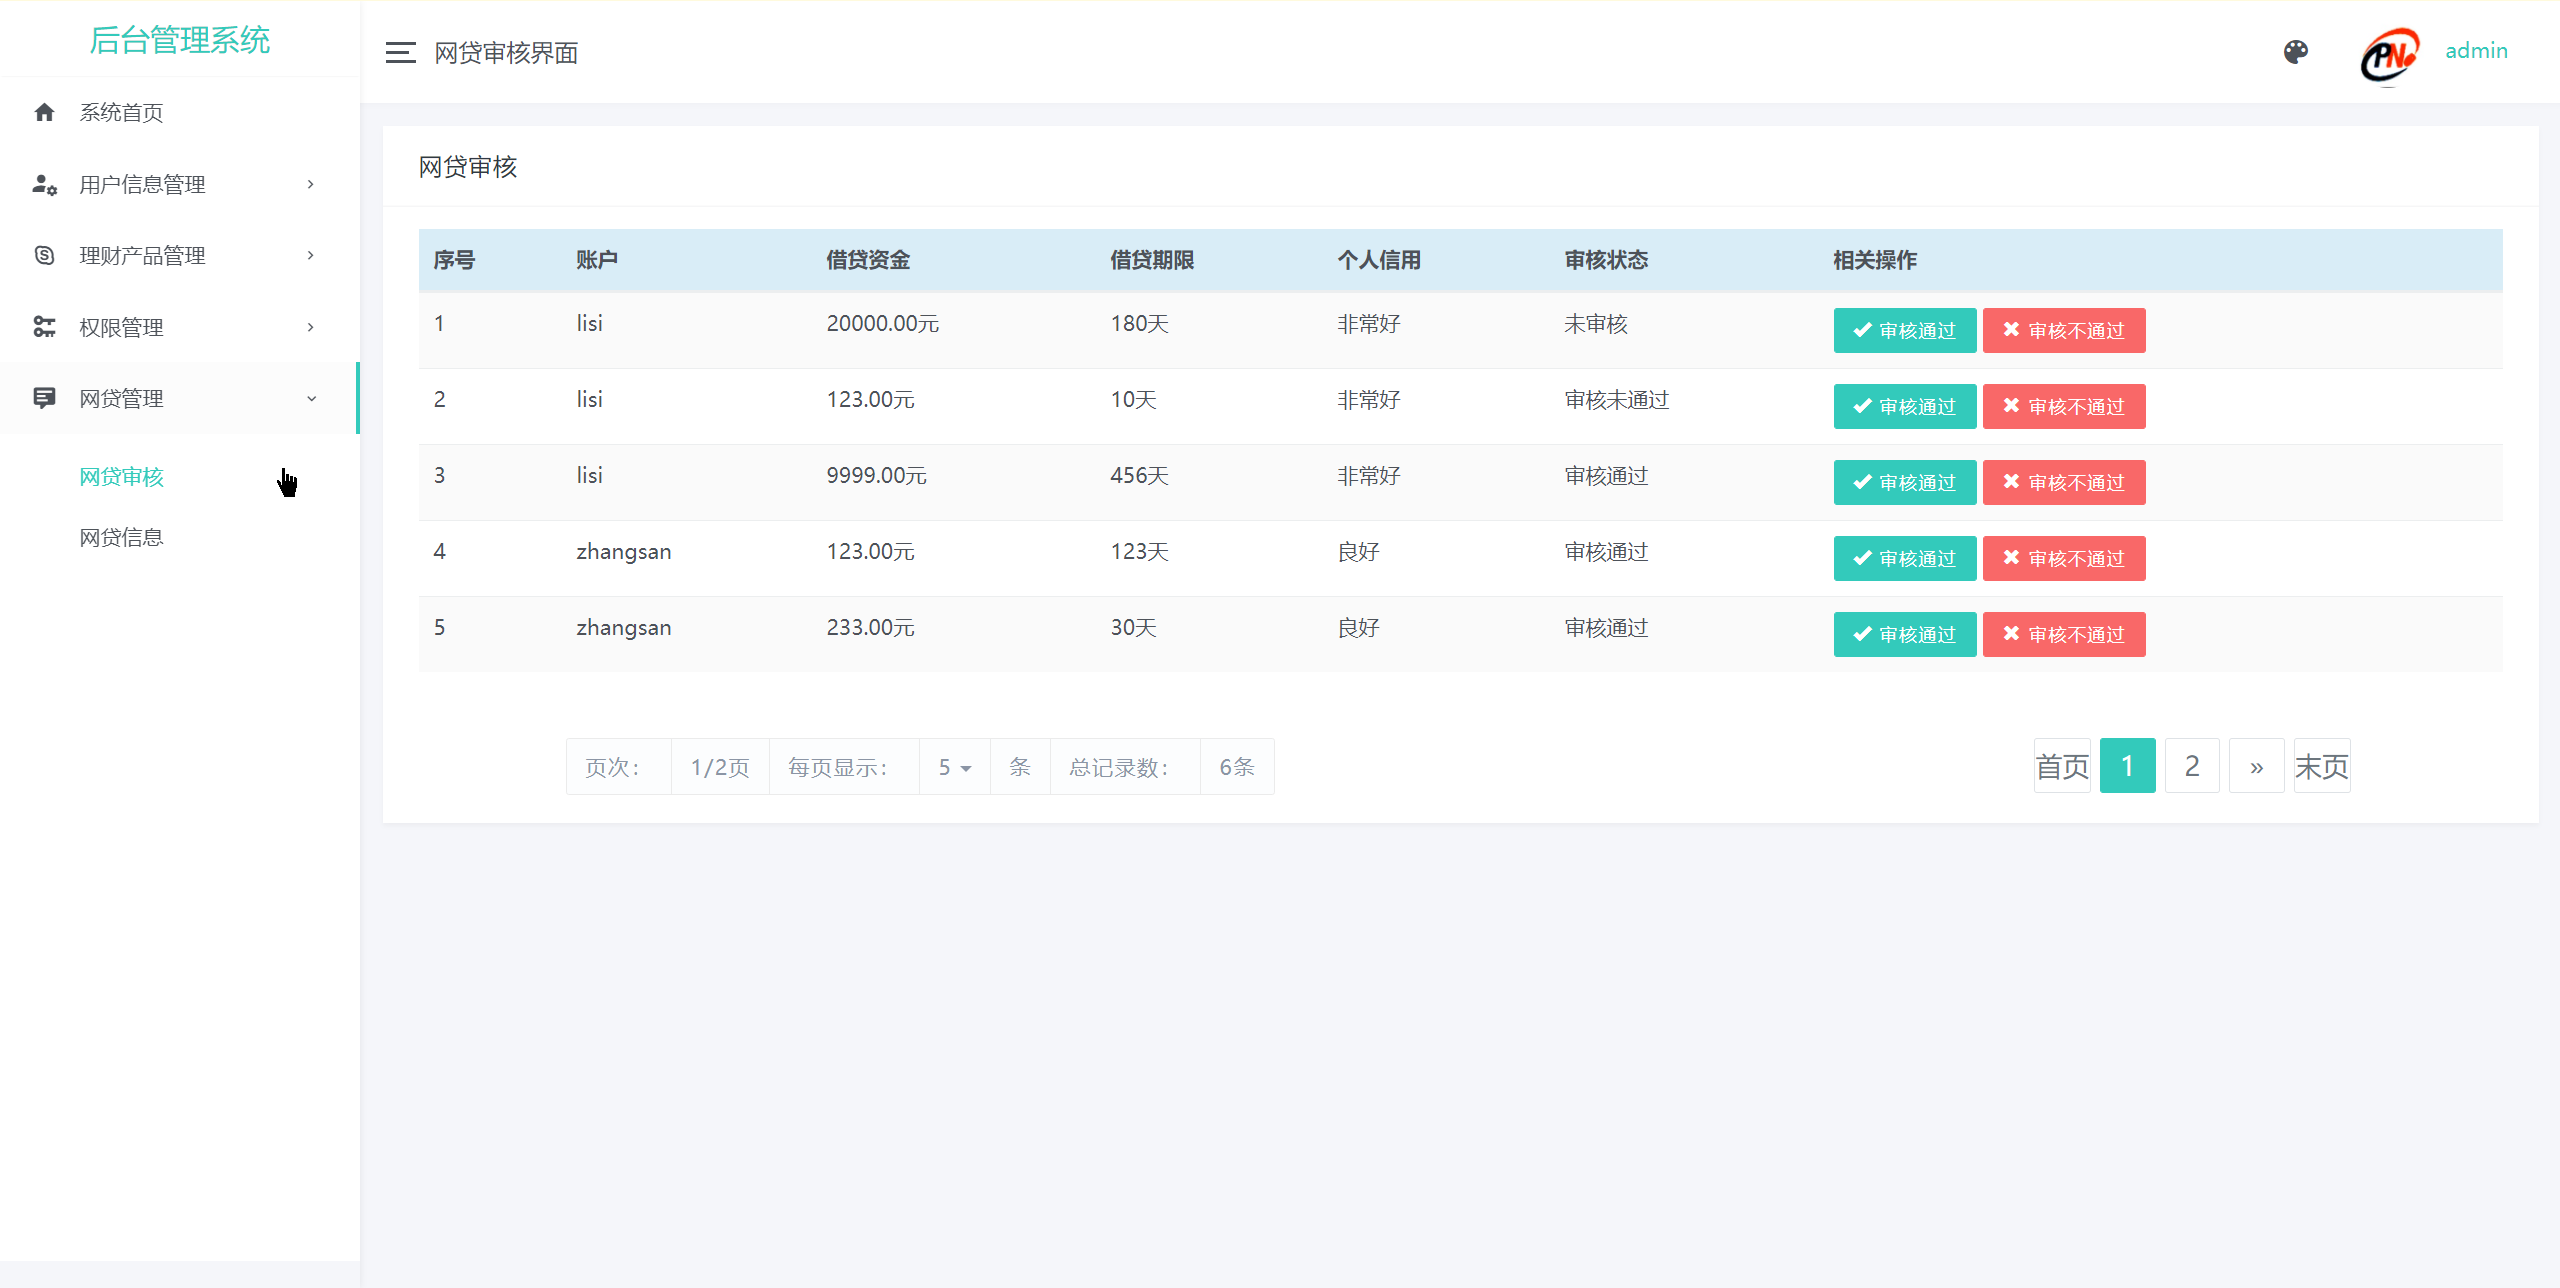 后台管理系统
系统首页
用户信息管理
理财产品管理
权限管理
网贷管理
网贷审核
网贷信息
网贷审核界面
PN
admin
网贷审核
序号 账户 借贷资金 借贷期限 个人信用 审核状态 相关操作
1 lisi 20000.00元 180天 非常好 未审核 审核通过 审核不通过
2 lisi 123.00元 10天 非常好 审核未通过 审核通过 审核不通过
3 lisi 9999.00元 456天 非常好 审核通过 审核通过 审核不通过
4 zhangsan 123.00元 123天 良好 审核通过 审核通过 审核不通过
5 zhangsan 233.00元 30天 良好 审核通过 审核通过 审核不通过
页次： 1/2页 每页显示： 5 条 总记录数： 6条 首页 1 2 » 末页